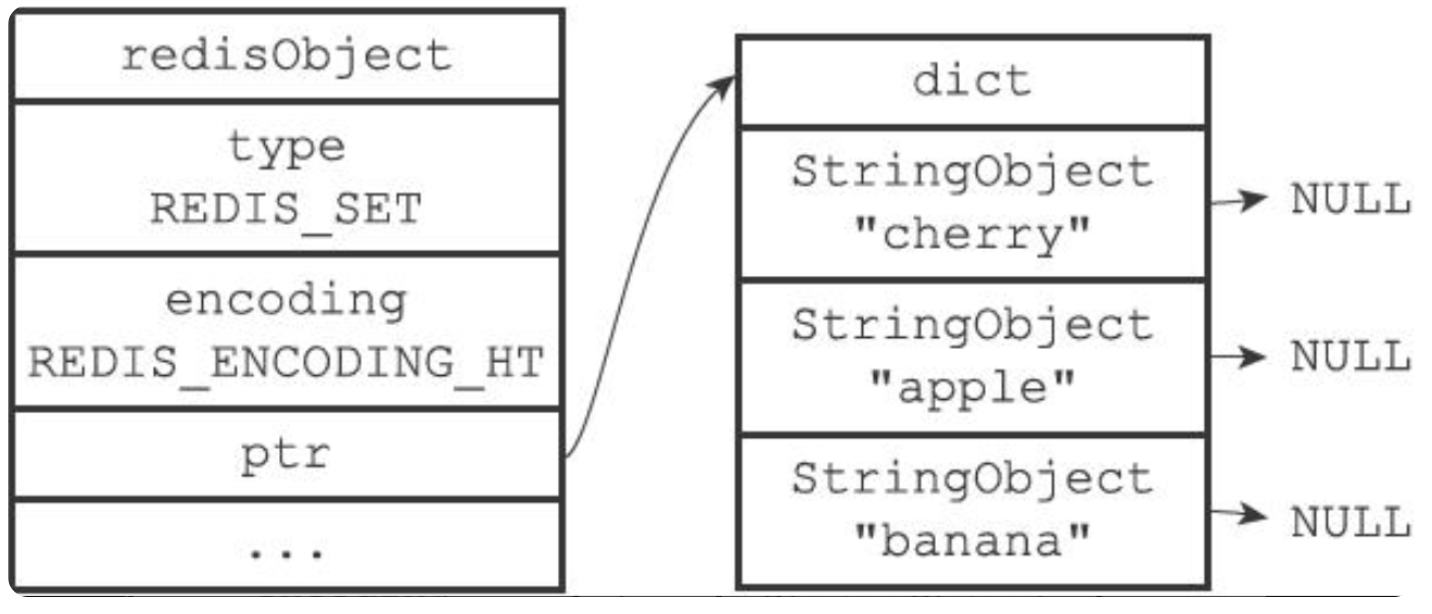 redisObject
type
REDIS_SET
encoding
REDIS_ENCODING_HT
ptr
...
dict
StringObject
"cherry"
NULL
StringObject
"apple"
NULL
StringObject
"banana"
NULL